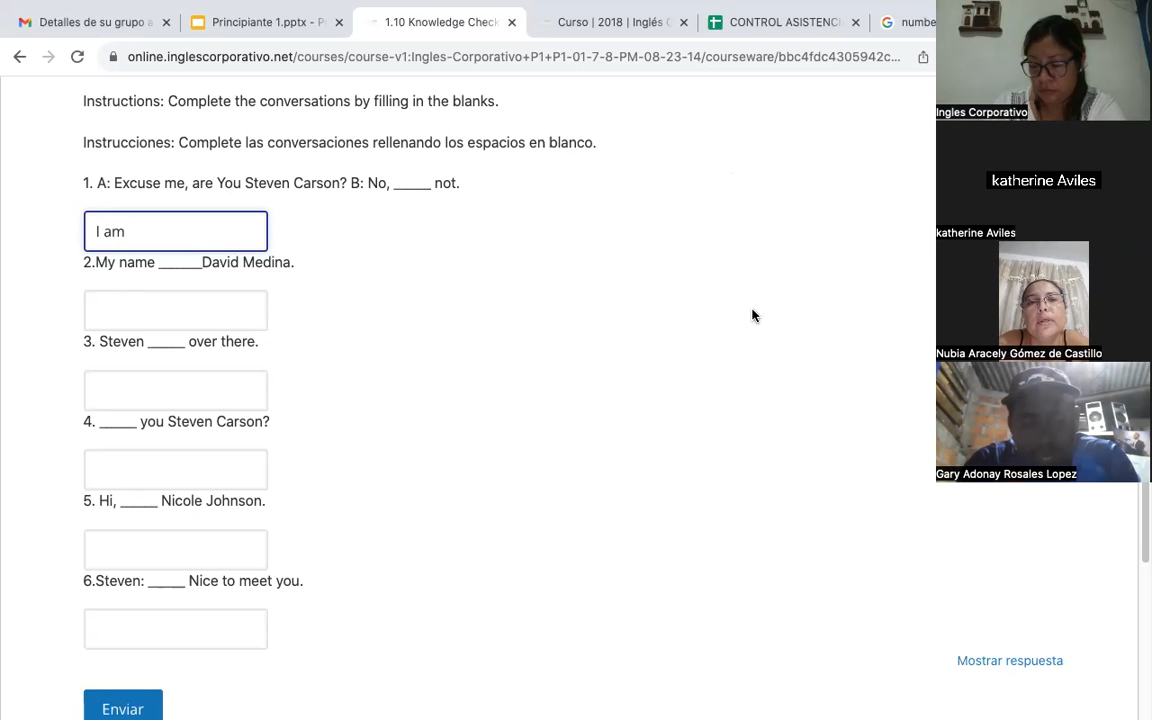 Detalles de su grupo a
Principiante 1.pptx - P
1.10 Knowledge Check
Curso | 2018 | Inglés C
CONTROL ASISTENCI
numbe
online.inglescorporativo.net/courses/course-v1:Ingles-Corporativo+P1+P1-01-7-8-PM-08-23-14/courseware/bbc4fdc4305942c...
Instructions: Complete the conversations by filling in the blanks.
Instrucciones: Complete las conversaciones rellenando los espacios en blanco.
1. A: Excuse me, are You Steven Carson? B: No, _____ not.
I am
2.My name ______David Medina.
3. Steven _____ over there.
4. _____ you Steven Carson?
5. Hi, _____ Nicole Johnson.
6.Steven: _____ Nice to meet you.
Mostrar respuesta
Enviar
Ingles Corporativo
katherine Aviles
katherine Aviles
Nubia Aracely Gómez de Castillo
Gary Adonay Rosales Lopez